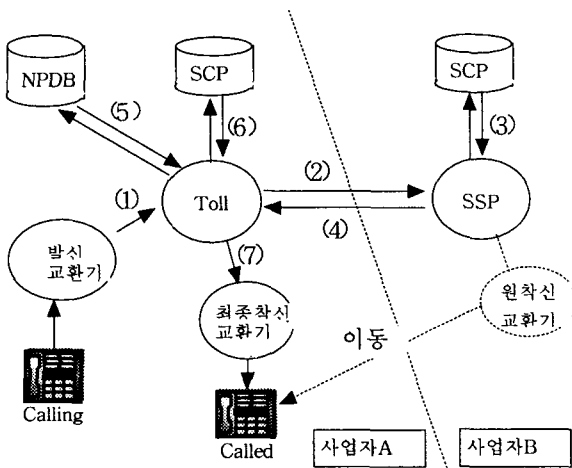 NPDB
SCP
SCP
(5)
(6)
(3)
(1)
(2)
Toll
SSP
(4)
발신
교환기
(7)
최종착신
교환기
원착신
교환기
이동
Calling
Called
사업자A
사업자B